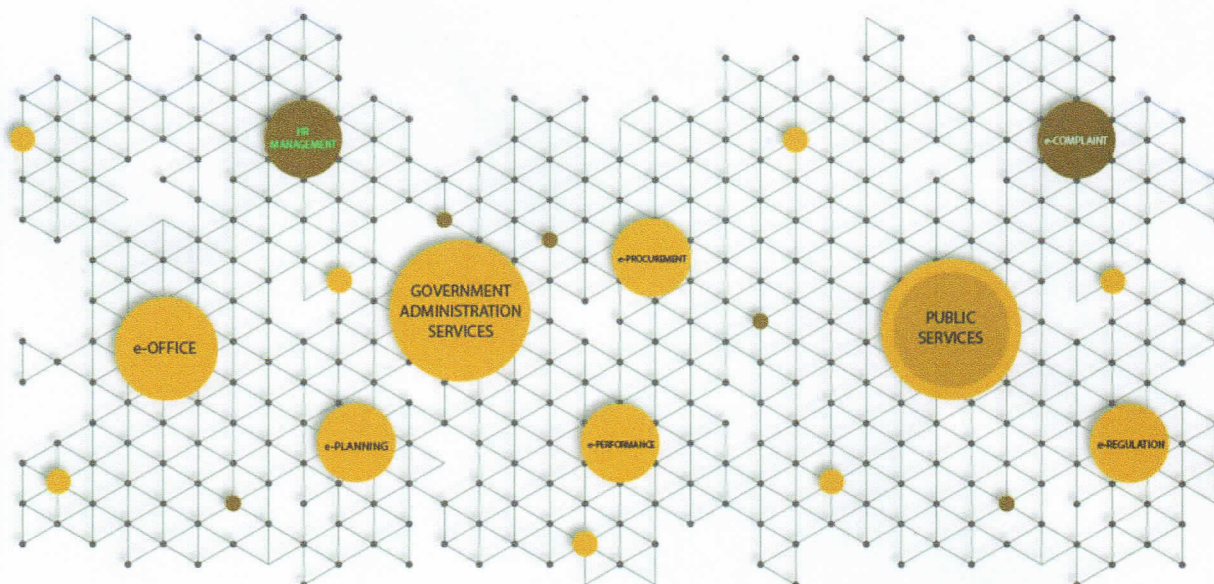 HR
MANAGEMENT
e-COMPLAINT
e-PROCUREMENT
GOVERNMENT
ADMINISTRATION
SERVICES
PUBLIC
SERVICES
e-OFFICE
e-PLANNING
e-PERFORMANCE
e-REGULATION